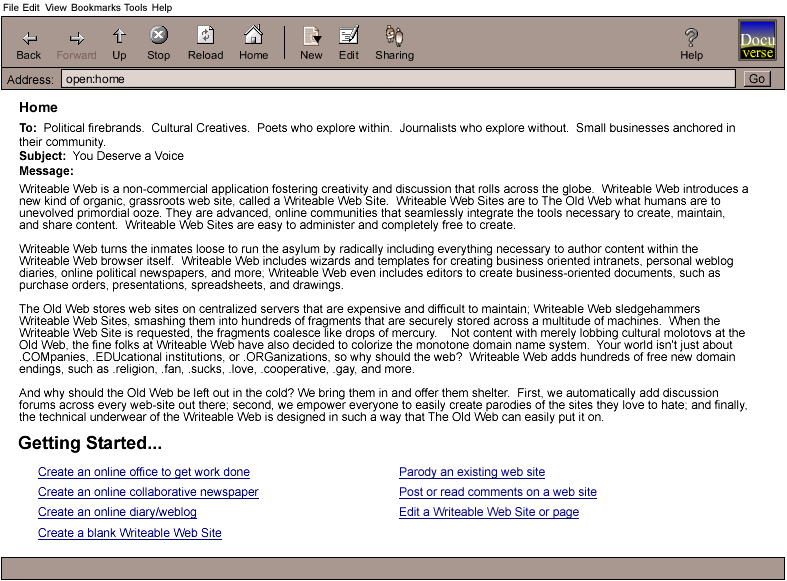 File Edit View Bookmarks Tools Help
Back Forward Up Stop Reload Home New Edit Sharing Help
Docu
verse
Address: open:home Go
Home
To: Political firebrands. Cultural Creatives. Poets who explore within. Journalists who explore without. Small businesses anchored in
their community.
Subject: You Deserve a Voice
Message:
Writeable Web is a non-commercial application fostering creativity and discussion that rolls across the globe. Writeable Web introduces a
new kind of organic, grassroots web site, called a Writeable Web Site. Writeable Web Sites are to The Old Web what humans are to
unevolved primordial ooze. They are advanced, online communities that seamlessly integrate the tools necessary to create, maintain,
and share content. Writeable Web Sites are easy to administer and completely free to create.
Writeable Web turns the inmates loose to run the asylum by radically including everything necessary to author content within the
Writeable Web browser itself. Writeable Web includes wizards and templates for creating business oriented intranets, personal weblog
diaries, online political newspapers, and more; Writeable Web even includes editors to create business-oriented documents, such as
purchase orders, presentations, spreadsheets, and drawings.
The Old Web stores web sites on centralized servers that are expensive and difficult to maintain; Writeable Web sledgehammers
Writeable Web Sites, smashing them into hundreds of fragments that are securely stored across a multitude of machines. When the
Writeable Web Site is requested, the fragments coalesce like drops of mercury. Not content with merely lobbing cultural molotovs at the
Old Web, the fine folks at Writeable Web have also decided to colorize the monotone domain name system. Your world isn't just about
.COMpanies, .EDUcational institutions, or .ORGanizations, so why should the web? Writeable Web adds hundreds of free new domain
endings, such as .religion, .fan, .sucks, .love, .cooperative, .gay, and more.
And why should the Old Web be left out in the cold? We bring them in and offer them shelter. First, we automatically add discussion
forums across every web-site out there; second, we empower everyone to easily create parodies of the sites they love to hate; and finally,
the technical underwear of the Writeable Web is designed in such a way that The Old Web can easily put it on.
Getting Started...
Create an online office to get work done
Create an online collaborative newspaper
Create an online diary/weblog
Create a blank Writeable Web Site
Parody an existing web site
Post or read comments on a web site
Edit a Writeable Web Site or page